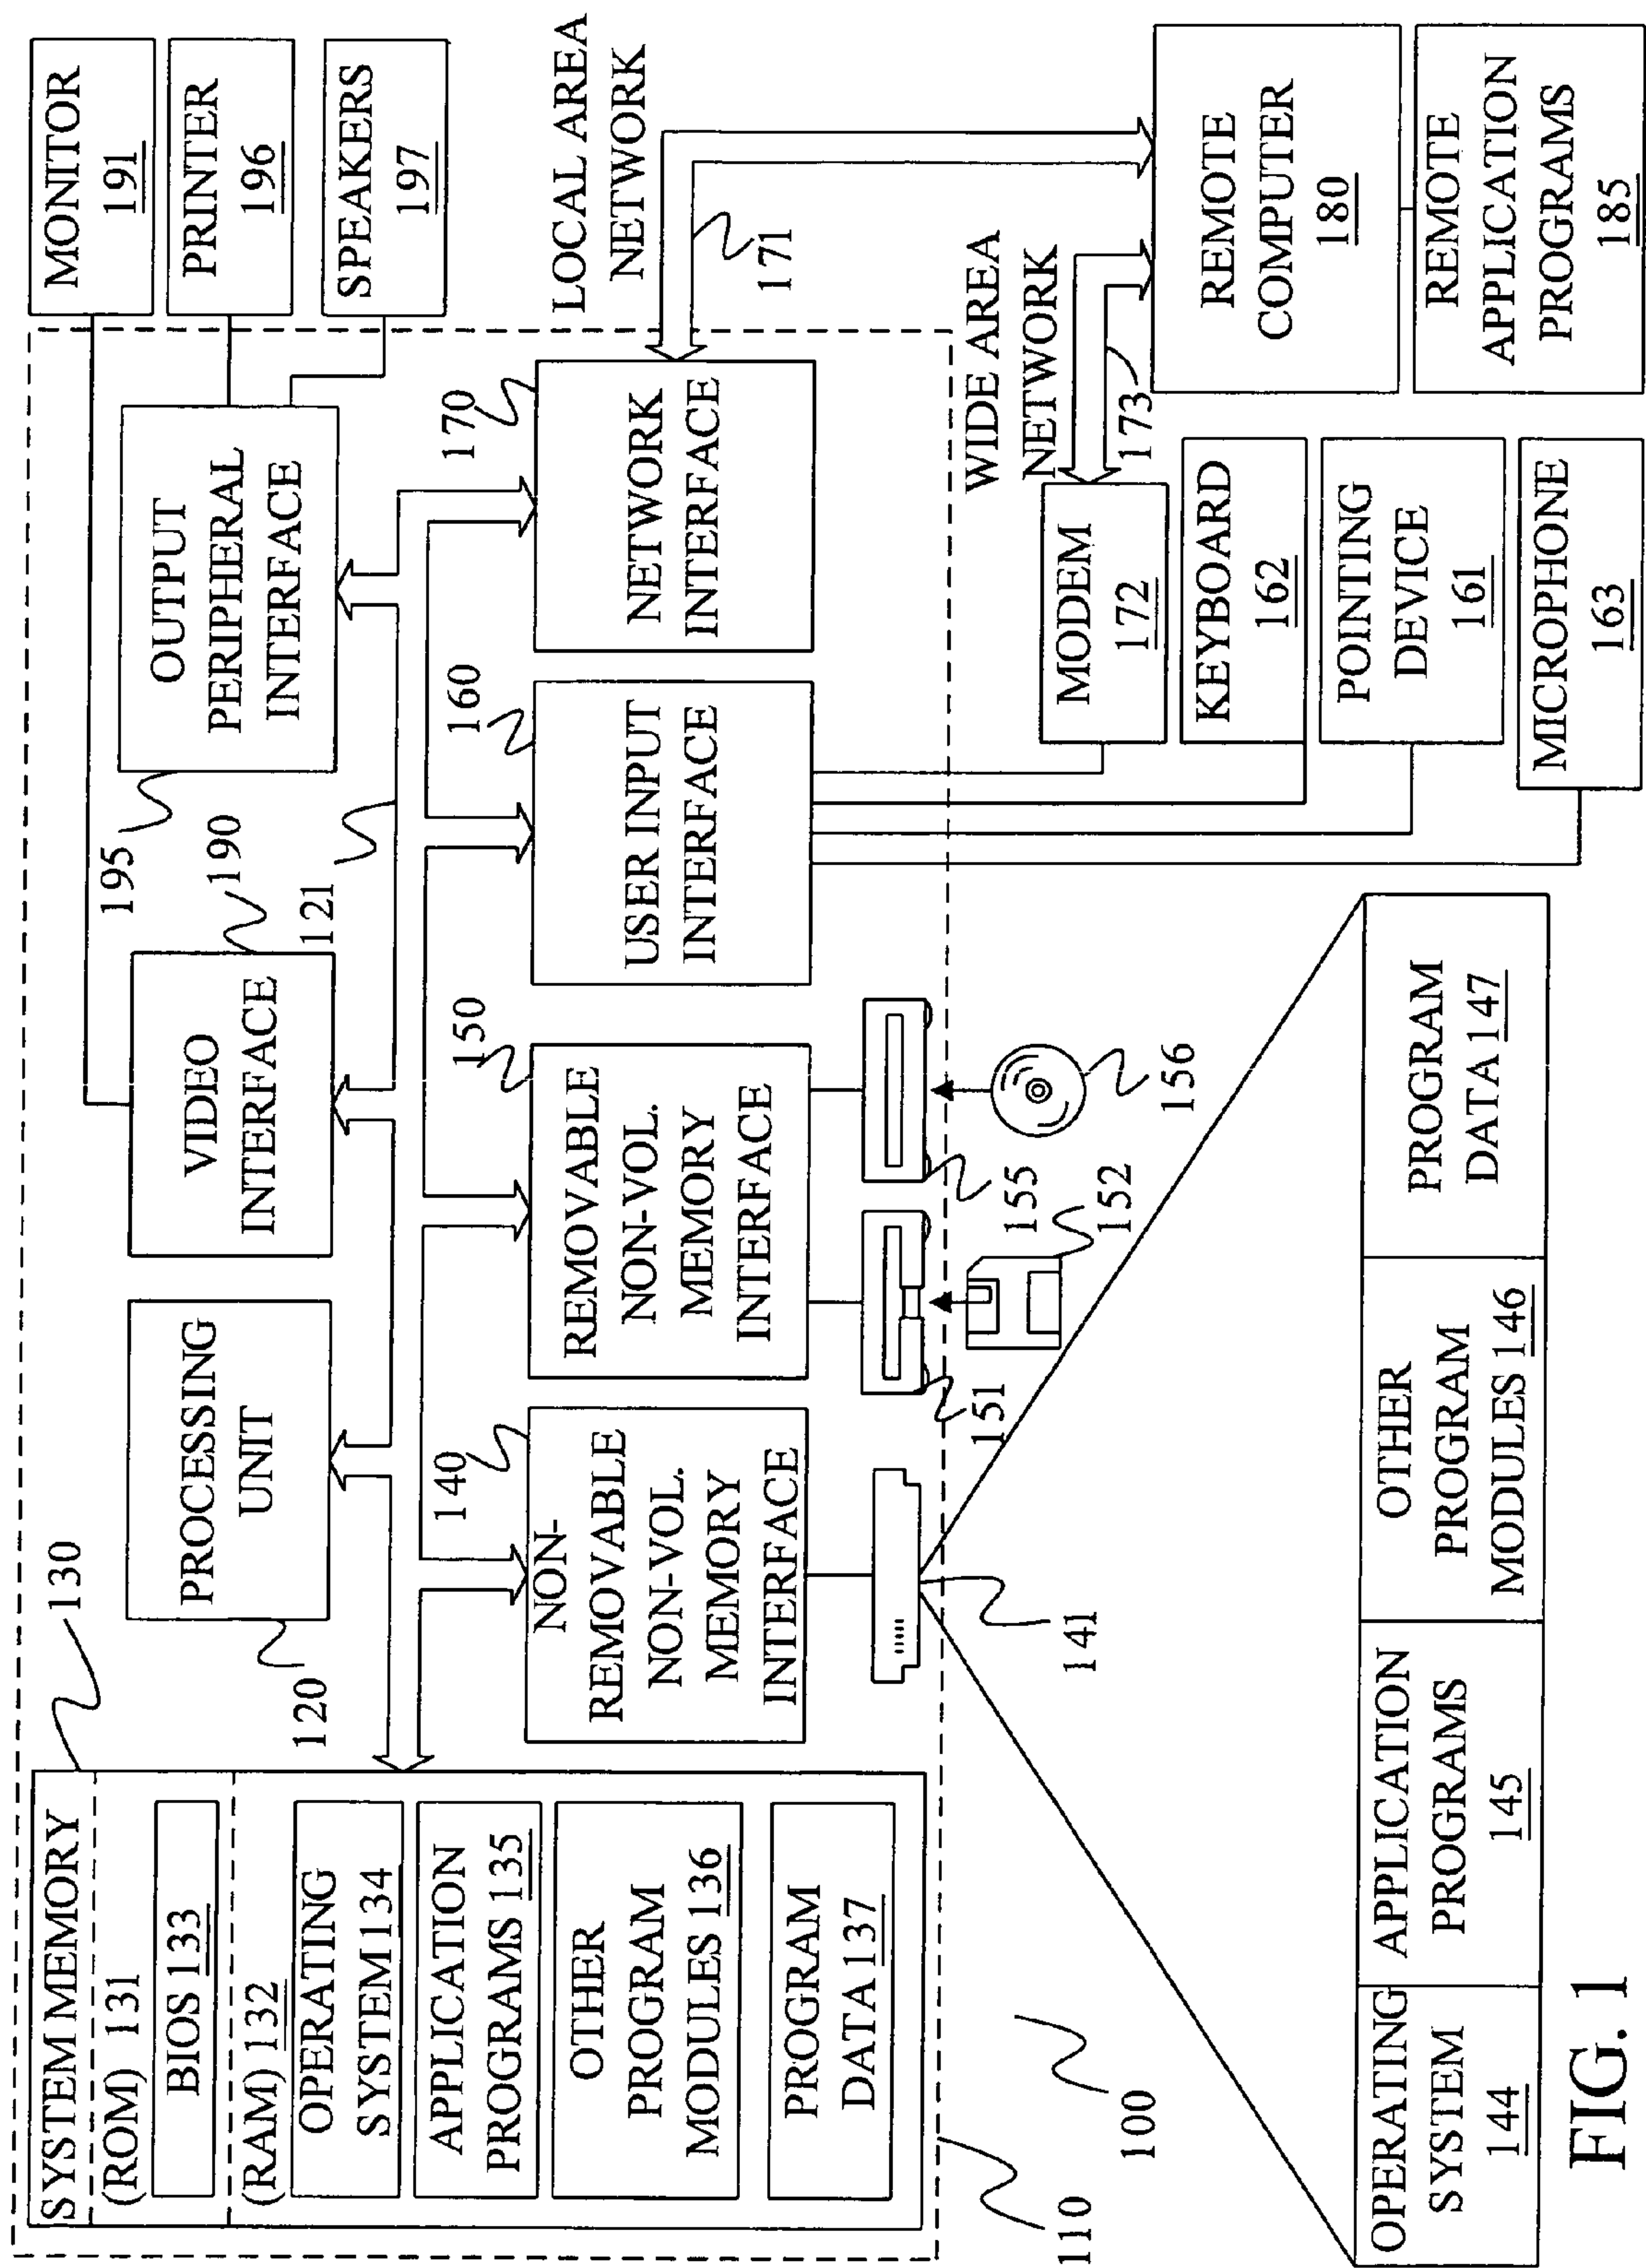 SYSTEM MEMORY
(ROM) 131
BIOS 133
(RAM) 132
OPERATING
SYSTEM 134
APPLICATION
PROGRAMS 135
OTHER
PROGRAM
MODULES 136
PROGRAM
DATA 137
130
PROCESSING
UNIT
120
VIDEO
INTERFACE
190
121
OUTPUT
PERIPHERAL
INTERFACE
195
MONITOR
191
PRINTER
196
SPEAKERS
197
140
NON-
REMOVABLE
NON-VOL.
MEMORY
INTERFACE
150
REMOVABLE
NON-VOL.
MEMORY
INTERFACE
160
USER INPUT
INTERFACE
170
NETWORK
INTERFACE
LOCAL AREA
NETWORK
171
141
151
152
155
156
WIDE AREA
NETWORK
173
MODEM
172
KEYBOARD
162
POINTING
DEVICE
161
MICROPHONE
163
REMOTE
COMPUTER
180
REMOTE
APPLICATION
PROGRAMS
185
110
100
OPERATING
SYSTEM
144
APPLICATION
PROGRAMS
145
OTHER
PROGRAM
MODULES 146
PROGRAM
DATA 147
FIG. 1